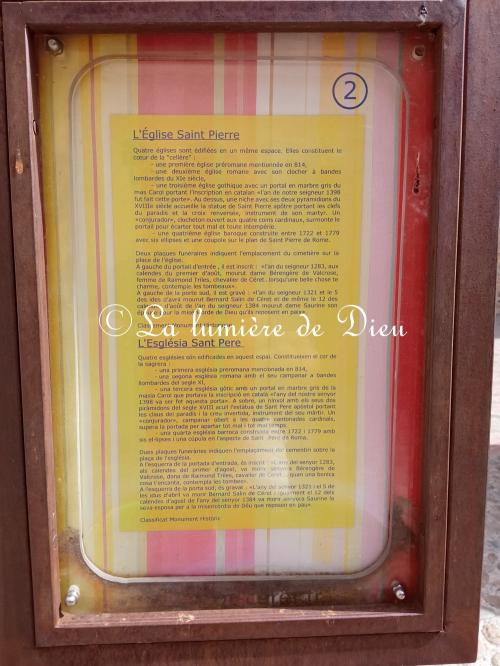 2
L'Église Saint Pierre
Quatre églises sont édifiées en un même espace. Elles constituent le
cœur de la "cellère" :
- une première église préromane mentionnée en 814,
- une deuxième église romane avec son clocher à bandes
lombardes du XIe siècle,
- une troisième église gothique avec un portail en marbre gris du
mas Carol portant l'inscription en catalan «l'an de notre seigneur 1398
fut fait cette porte». Au dessus, une niche avec ses deux pyramidions du
XVIIIe siècle accueille la statue de Saint Pierre apôtre portant les clefs
du paradis et la croix renversée, instrument de son martyr. Un
«conjurador», clocheton ouvert aux quatre coins cardinaux, surmonte le
portail pour écarter tout mal et toute intempérie.
- une quatrième église baroque construite entre 1722 et 1779
avec six ellipses et une coupole sur le plan de Saint Pierre de Rome.
Deux plaques funéraires indiquent l'emplacement du cimetière sur la
place de l'église.
A gauche du portail d'entrée , il est inscrit : «l'an du seigneur 1283, aux
calendes du premier d'août, mourut dame Bérengère de Valcrose,
femme de Raimond Trles, chevalier de Céret. lorsqu'une belle chose te
charme, contemple les tombeaux».
A gauche de la porte sud, il est gravé : «l'an du seigneur 1321 et le 5
des ides d'avril mourut Bernard Salin de Céret et de même le 12 des
calendes d'août de l'an du seigneur 1384 mourut dame Saurine son
épouse pour la miséricorde de Dieu qu'ils reposent en paix».
© La lumière de Dieu
L'Església Sant Pere
Quatre esglésies són edificades en aquest espai. Constitueixen el cor de
la sagrera :
- una primera església preromana mencionada en 814,
- una segona església romana amb el seu campanar a bandes
lombardes del segle XI,
- una tercera església gòtic amb un portal en marbre gris de la
masia Carol que portava la inscripció en català «l'any del nostre senyor
1398 va ser fet aquesta porta». A sobre, un nínxol amb els seus dos
piràmidions del segle XVIII acull l'estàtua de Sant Pere apòstol portant
les claus del paradís i la creu invertida, instrument del seu màrtir. Un
«conjurador», campanar obert a les quatre cantonades cardinals,
supera la portada per apartar tot mal i tot mal temps.
- una quarta església barroca construïda entre 1722 i 1779 amb
sis el·lipses i una cúpula en l'especte de Sant Pere de Roma.
Dues plaques funeràries indiquen l'emplaçament del cementiri sobre la
plaça de l'església.
A l'esquerra de la portada d'entrada, és inscrit : «L'any del senyor 1283,
als calendes del primer d'agost, va morir senyora Bérengère de
Valcrose, dona de Raimond Trles, cavaller de Céret. quan una bonica
cosa t'encanta, contempla les tombes».
A l'esquerra de la porta sud, és gravat : «L'any del senyor 1321 i el 5 de
les idus d'abril va morir Bernard Salin de Céret i igualment el 12 dels
calendes d'agost de l'any del senyor 1384 va morir senyora Saurine la
seva esposa per a la misericòrdia de Déu que reposen en pau».
Classificat Monument Històric